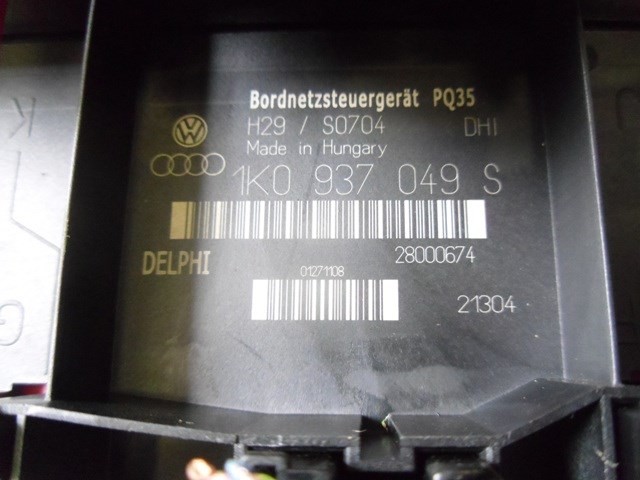 Bordnetzsteuergerät PQ35
H29 / S0704 DHI
Made in Hungary
1K0 937 049 S
DELPHI 28000674
01271108
21304
K
G